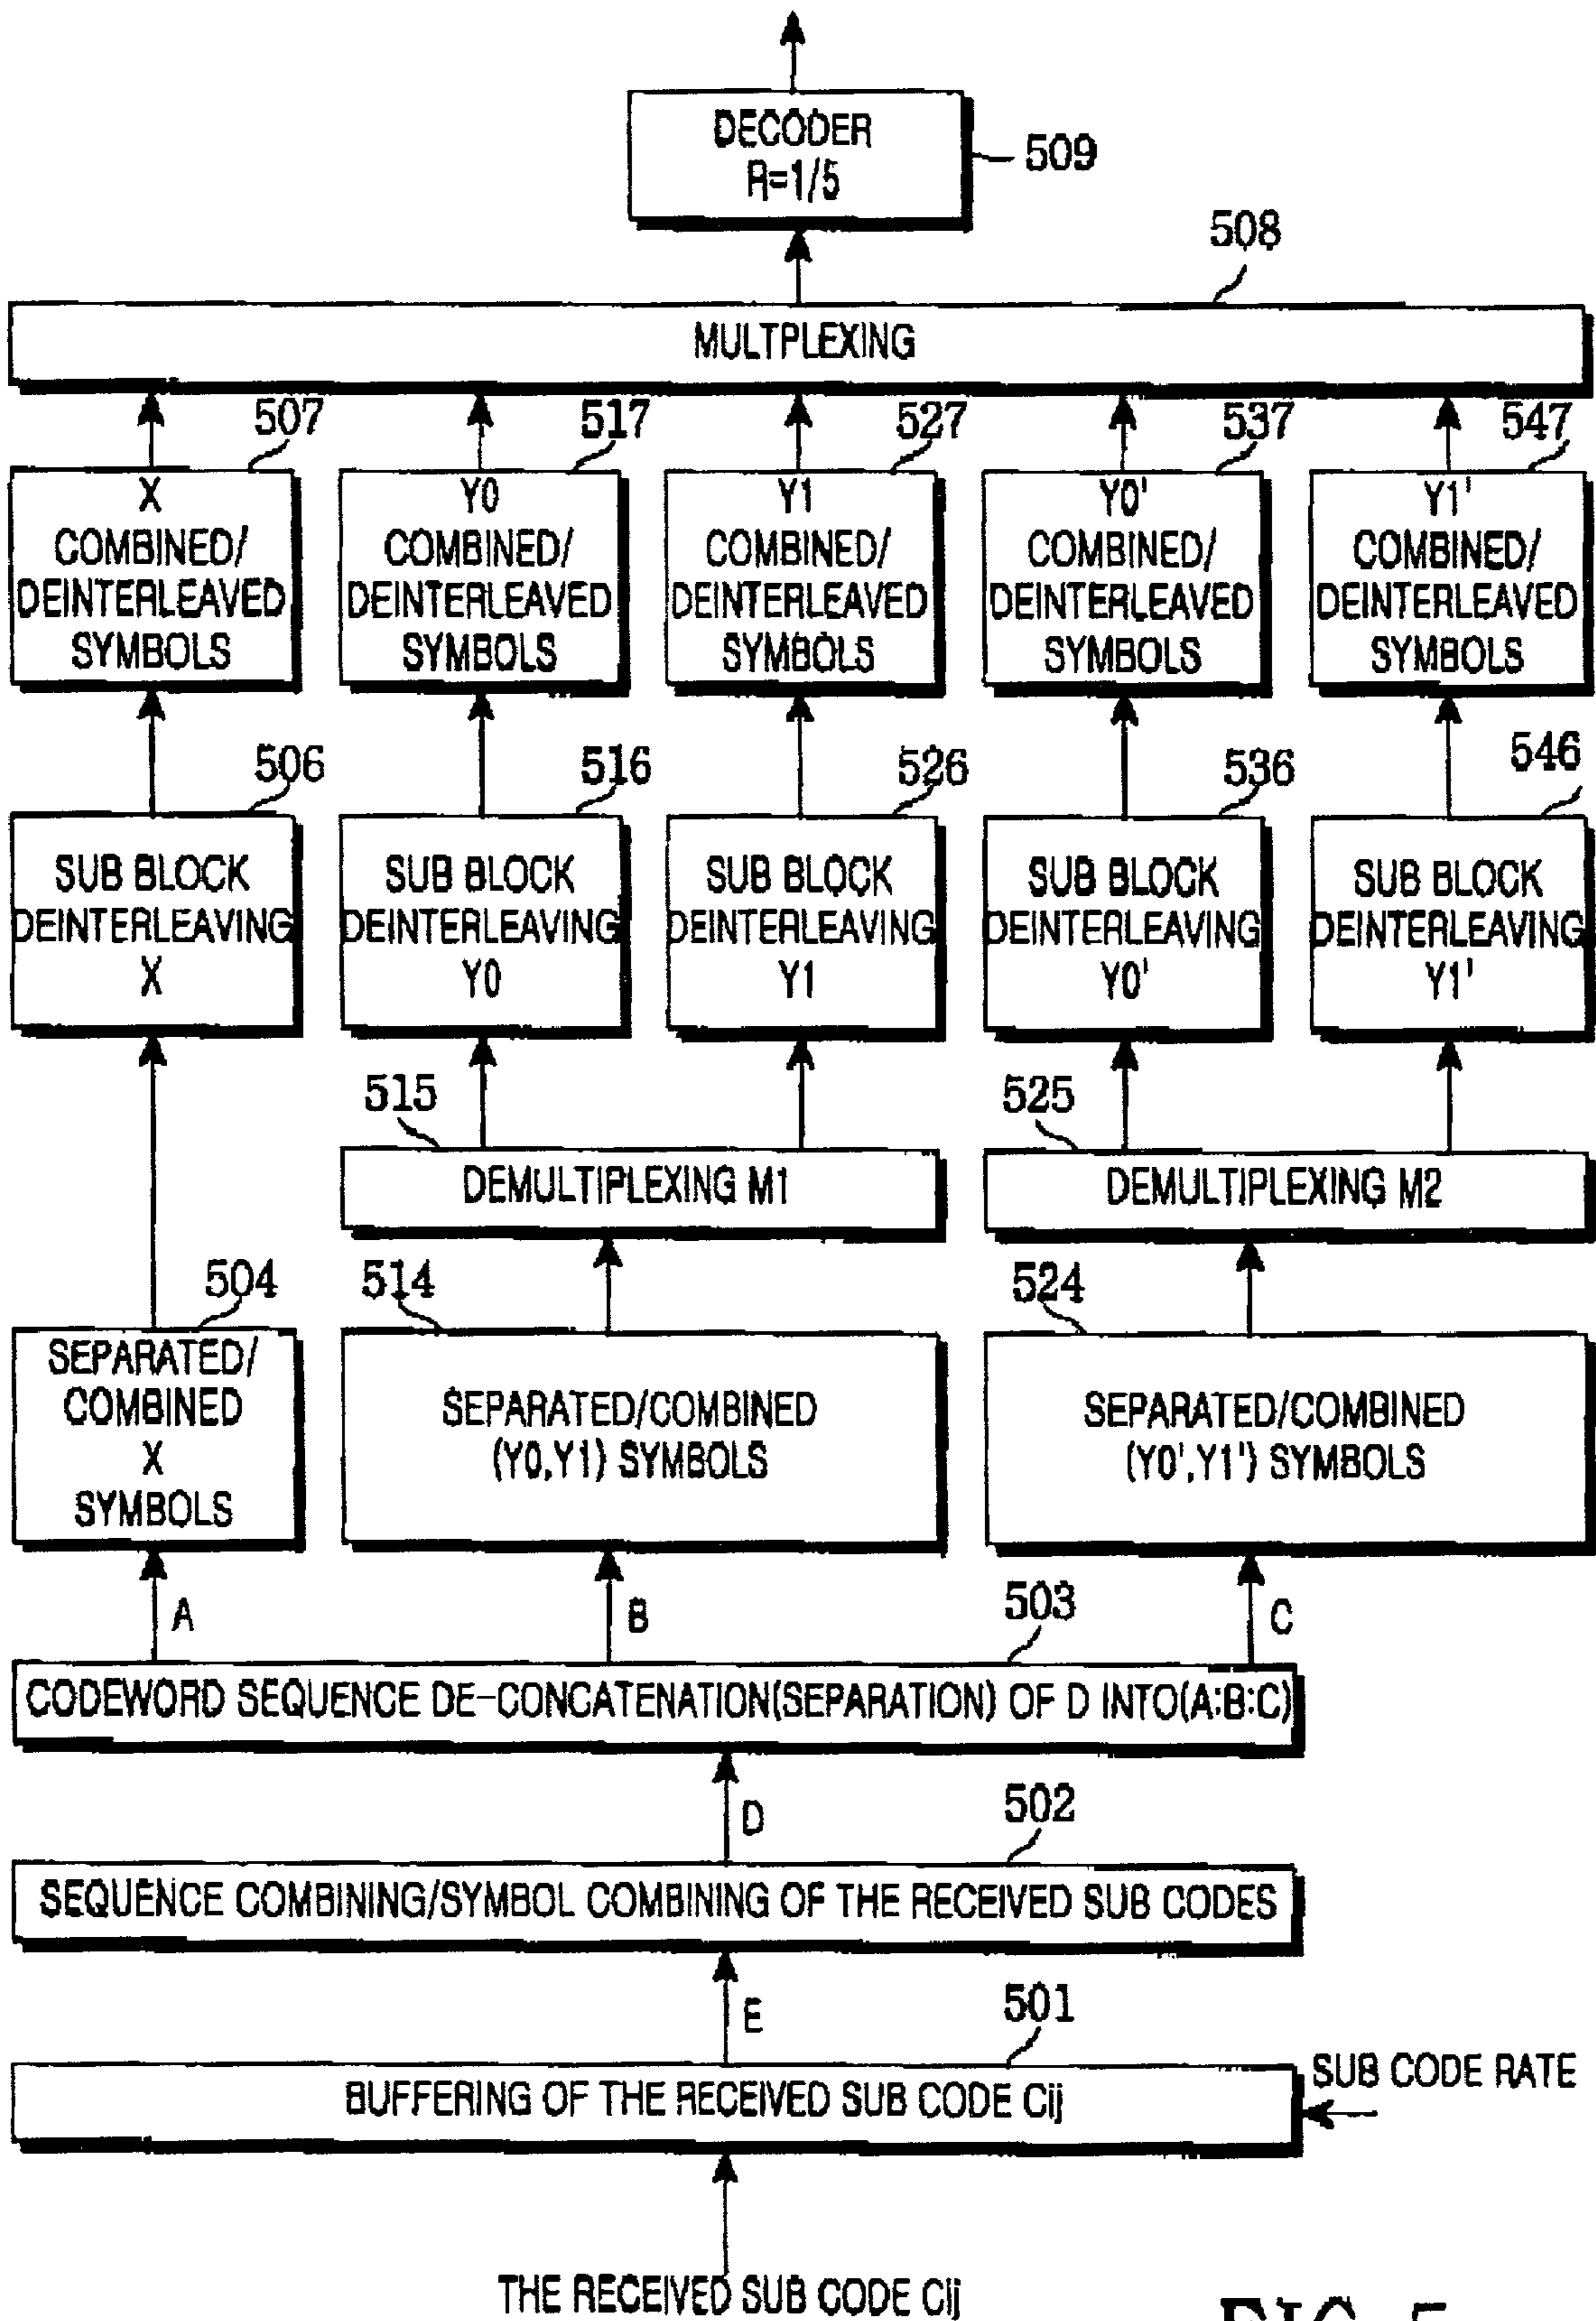 DECODER
R=1/5
509
508
MULTPLEXING
507
517
527
537
547
X
COMBINED/
DEINTERLEAVED
SYMBOLS
Y0
COMBINED/
DEINTERLEAVED
SYMBOLS
Y1
COMBINED/
DEINTERLEAVED
SYMBOLS
Y0'
COMBINED/
DEINTERLEAVED
SYMBOLS
Y1'
COMBINED/
DEINTERLEAVED
SYMBOLS
506
516
526
536
546
SUB BLOCK
DEINTERLEAVING
X
SUB BLOCK
DEINTERLEAVING
Y0
SUB BLOCK
DEINTERLEAVING
Y1
SUB BLOCK
DEINTERLEAVING
Y0'
SUB BLOCK
DEINTERLEAVING
Y1'
515
525
DEMULTIPLEXING M1
DEMULTIPLEXING M2
504
514
524
SEPARATED/
COMBINED
X
SYMBOLS
SEPARATED/COMBINED
(Y0,Y1) SYMBOLS
SEPARATED/COMBINED
(Y0',Y1') SYMBOLS
A
B
503
C
CODEWORD SEQUENCE DE-CONCATENATION(SEPARATION) OF D INTO(A:B:C)
D
502
SEQUENCE COMBINING/SYMBOL COMBINING OF THE RECEIVED SUB CODES
E
501
BUFFERING OF THE RECEIVED SUB CODE Cij
SUB CODE RATE
THE RECEIVED SUB CODE Cij